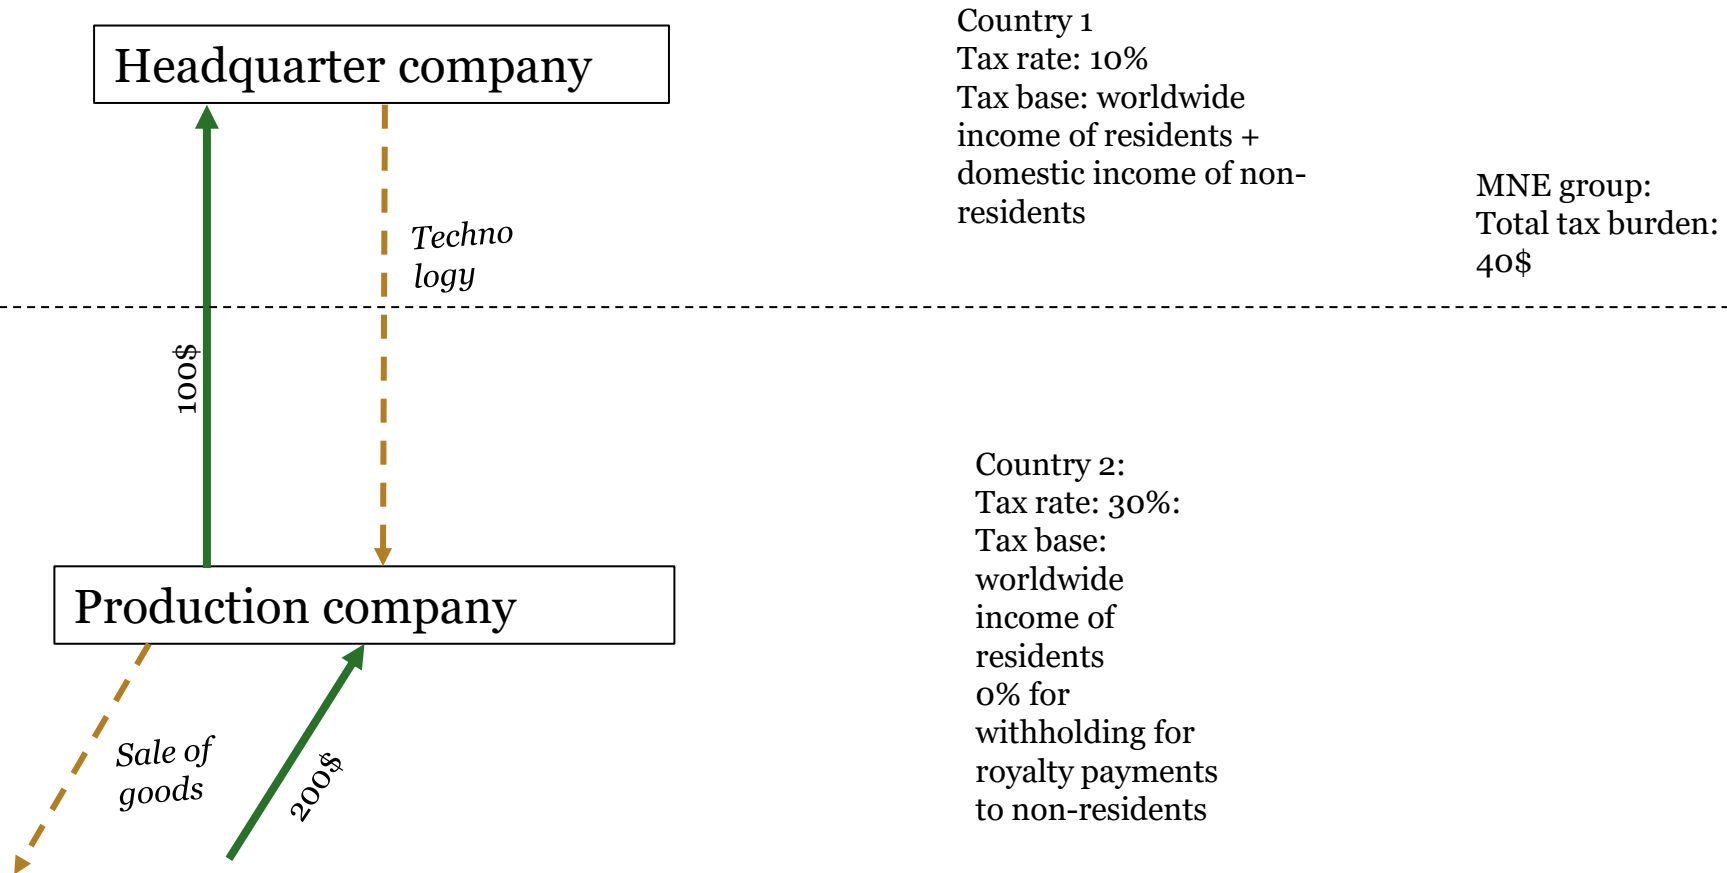 Headquarter company
Country 1
Tax rate: 10%
Tax base: worldwide
income of residents +
domestic income of non-
residents
MNE group:
Total tax burden:
40$
Techno
logy
100$
Production company
Country 2:
Tax rate: 30%:
Tax base:
worldwide
income of
residents
0% for
withholding for
royalty payments
to non-residents
Sale of
goods
200$